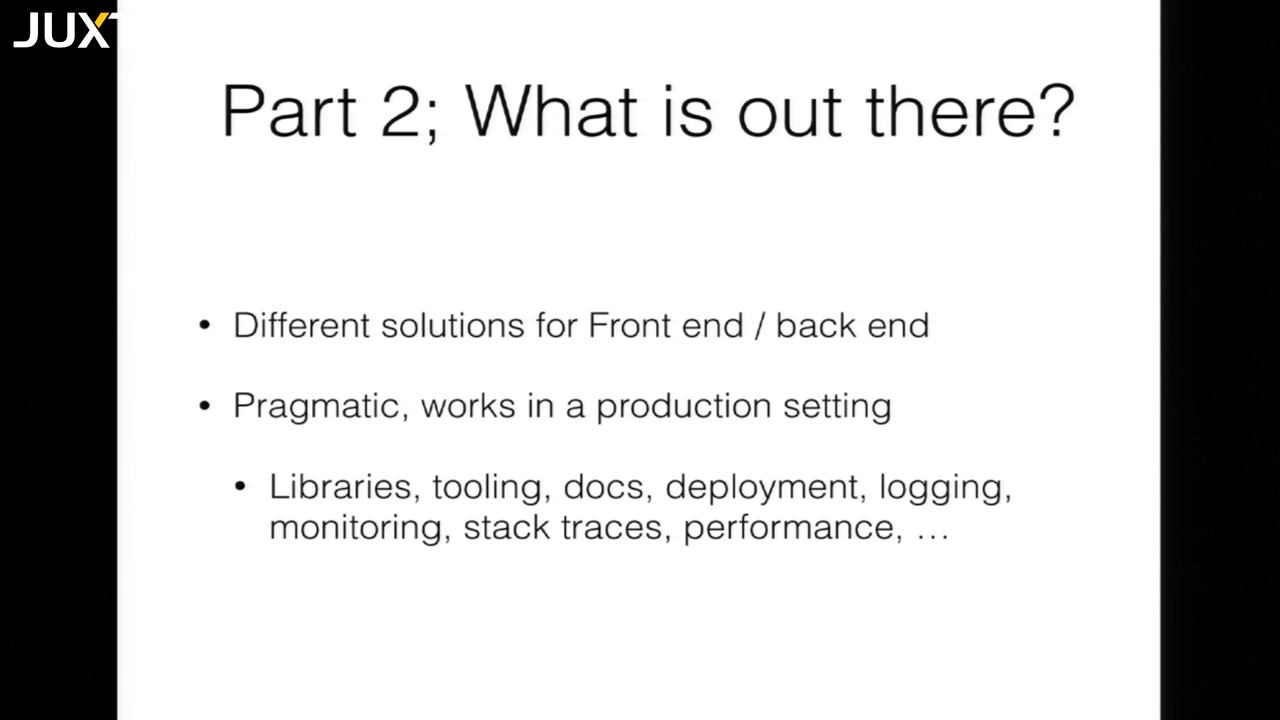 JUX
Part 2; What is out there?
• Different solutions for Front end / back end
• Pragmatic, works in a production setting
• Libraries, tooling, docs, deployment, logging,
monitoring, stack traces, performance, …